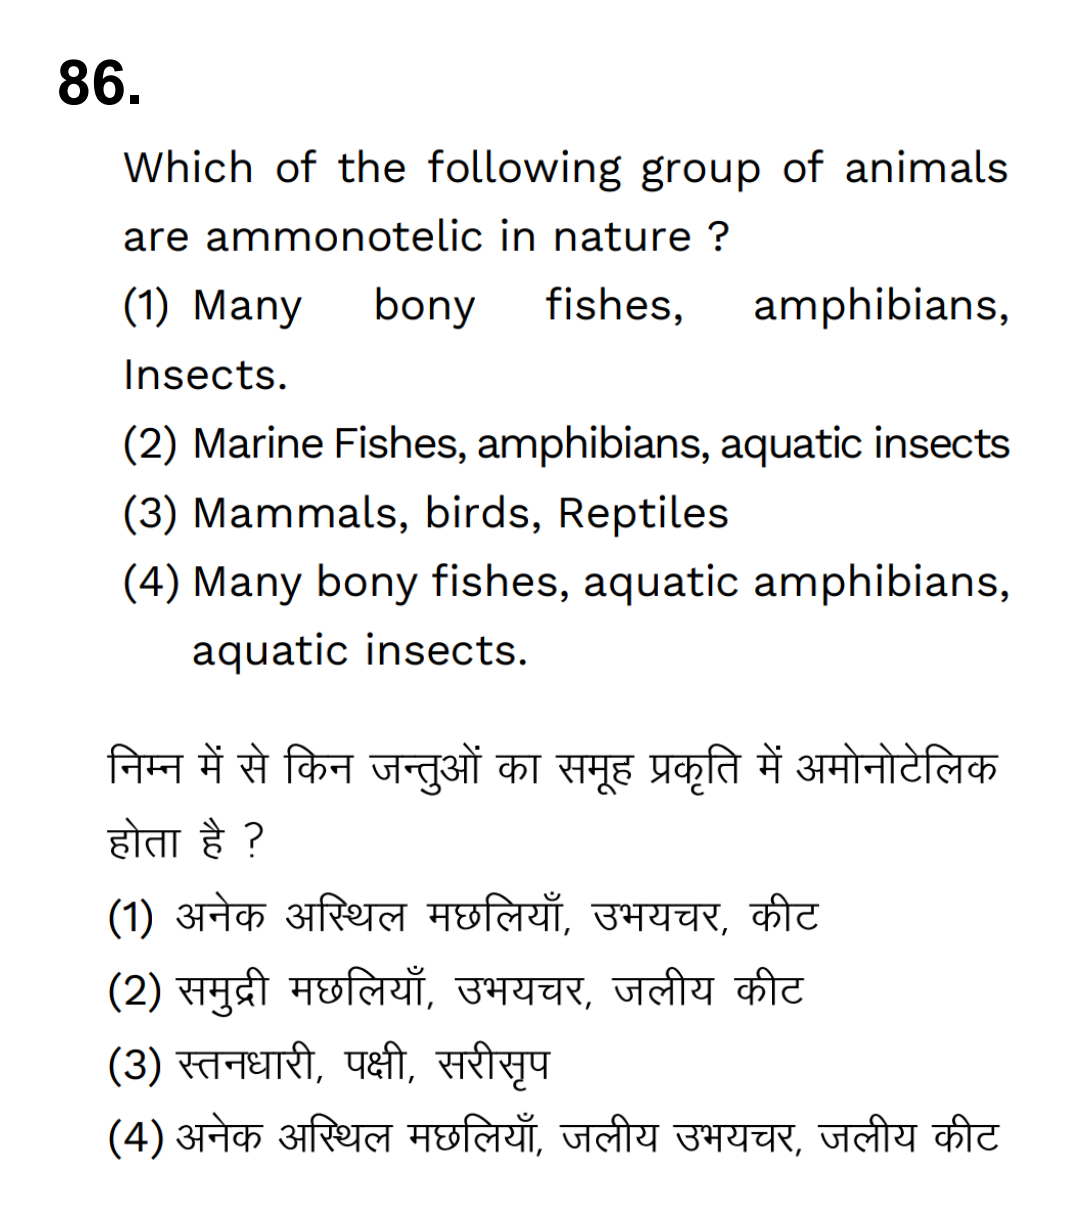 86.
Which of the following group of animals
are ammonotelic in nature ?
(1) Many bony fishes, amphibians,
Insects.
(2) Marine Fishes, amphibians, aquatic insects
(3) Mammals, birds, Reptiles
(4) Many bony fishes, aquatic amphibians,
aquatic insects.
निम्न में से किन जन्तुओं का समूह प्रकृति में अमोनोटेलिक
होता है ?
(1) अनेक अस्थिल मछलियाँ, उभयचर, कीट
(2) समुद्री मछलियाँ, उभयचर, जलीय कीट
(3) स्तनधारी, पक्षी, सरीसृप
(4) अनेक अस्थिल मछलियाँ, जलीय उभयचर, जलीय कीट